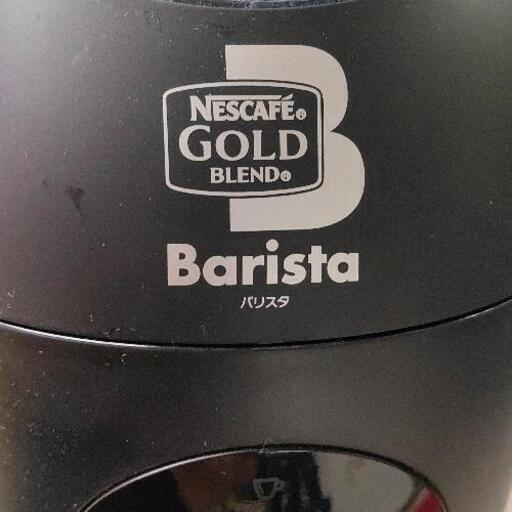 B
NESCAFÉ®
GOLD
BLEND®
Barista
バリスタ